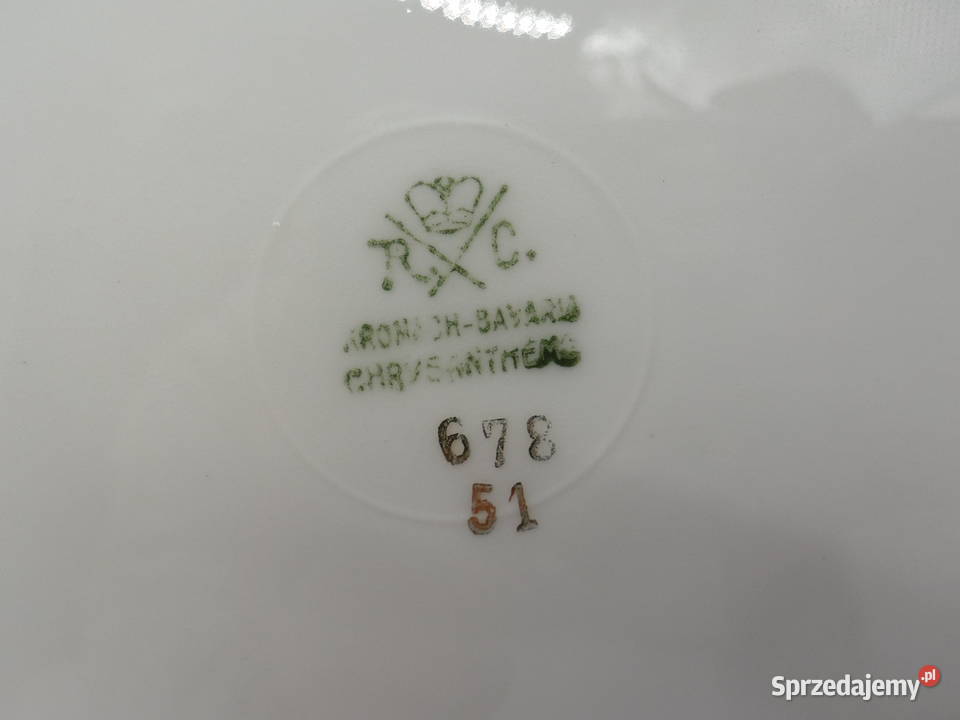 R. C.
KRONACH-BAVARIA
CHRYSANTHEME
678
51
Sprzedajemy.pl